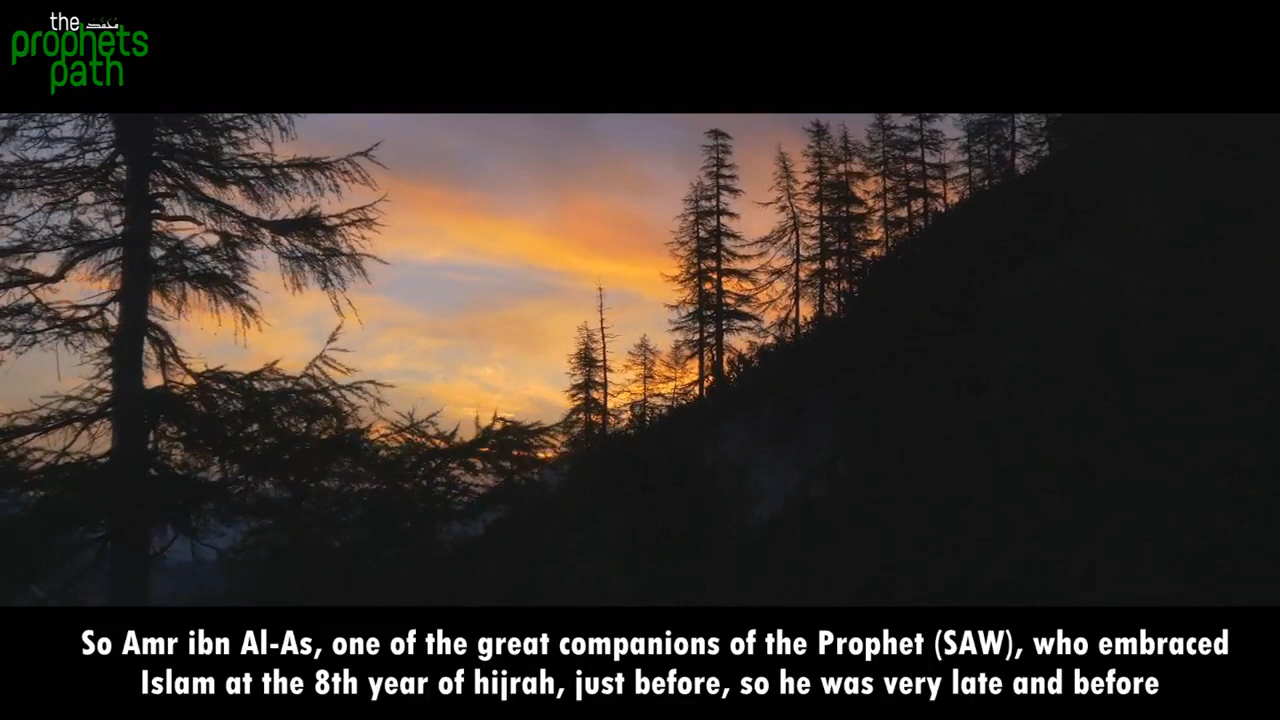 the مُحَمَّد
prophets
path
So Amr ibn Al-As, one of the great companions of the Prophet (SAW), who embraced
Islam at the 8th year of hijrah, just before, so he was very late and before